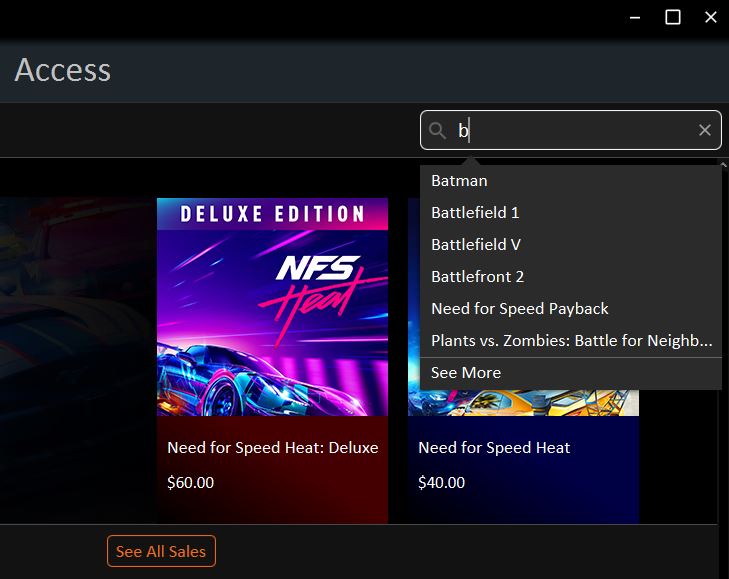 Access
b
Batman
Battlefield 1
Battlefield V
Battlefront 2
Need for Speed Payback
Plants vs. Zombies: Battle for Neighb...
See More
DELUXE EDITION
NFS
Heat
Need for Speed Heat: Deluxe
$60.00
Need for Speed Heat
$40.00
See All Sales